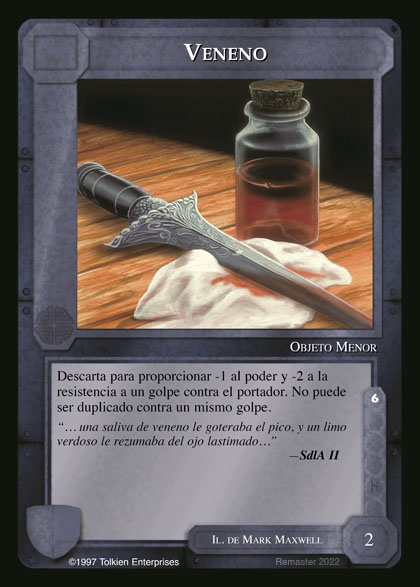 VENENO
OBJETO MENOR
Descarta para proporcionar -1 al poder y -2 a la
resistencia a un golpe contra el portador. No puede
ser duplicado contra un mismo golpe.
“… una saliva de veneno le goteraba el pico, y un limo
verdoso le rezumaba del ojo lastimado…”
—SdlA II
6
H
IL. DE MARK MAXWELL
2
©1997 Tolkien Enterprises
Remaster 2022